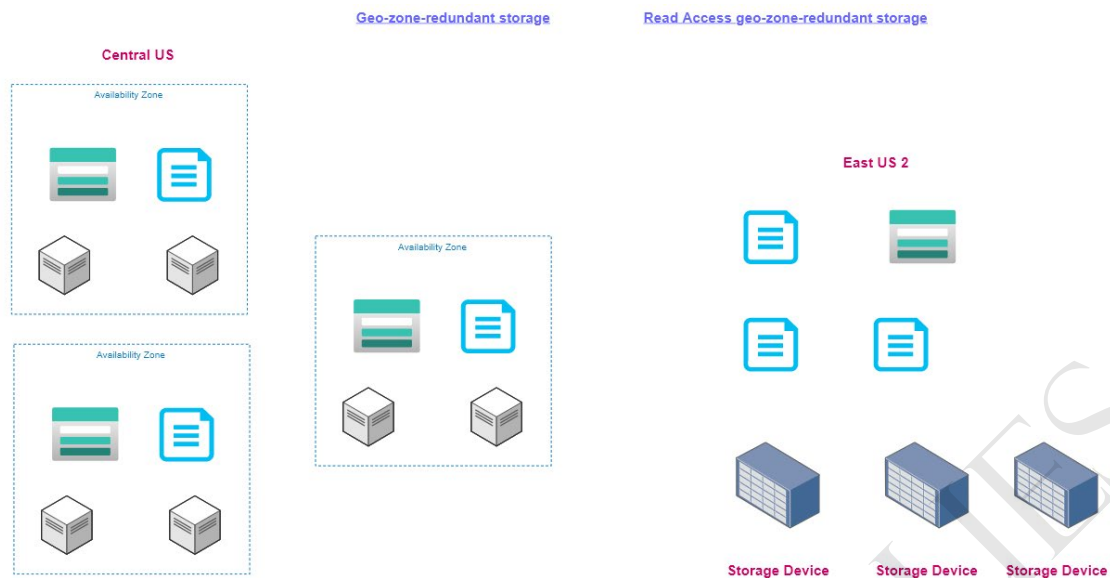 Geo-zone-redundant storage
Read Access geo-zone-redundant storage
Central US
Availability Zone
East US 2
Availability Zone
Availability Zone
Storage Device
Storage Device
Storage Device